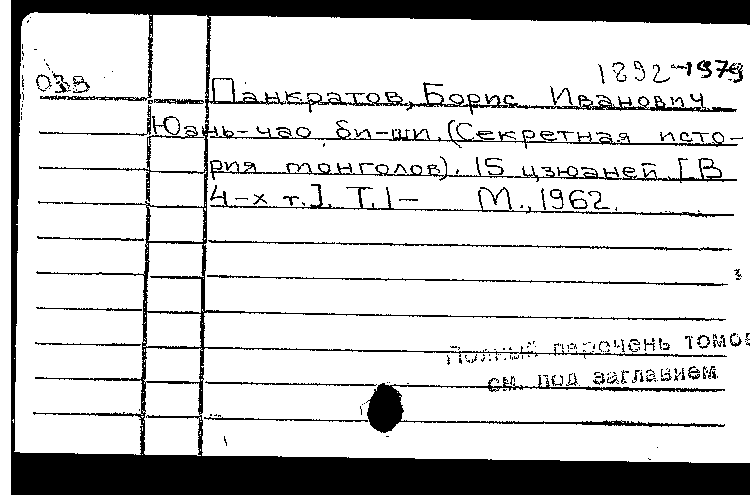 1892-1979
Панкратов, Борис Иванович
Юань-чао би-ши. (Секретная исто-
рия монголов). 15 цзюаней. [В
4-х т.]. Т. 1- М., 1962.
Полный перечень томов
см. под заглавием